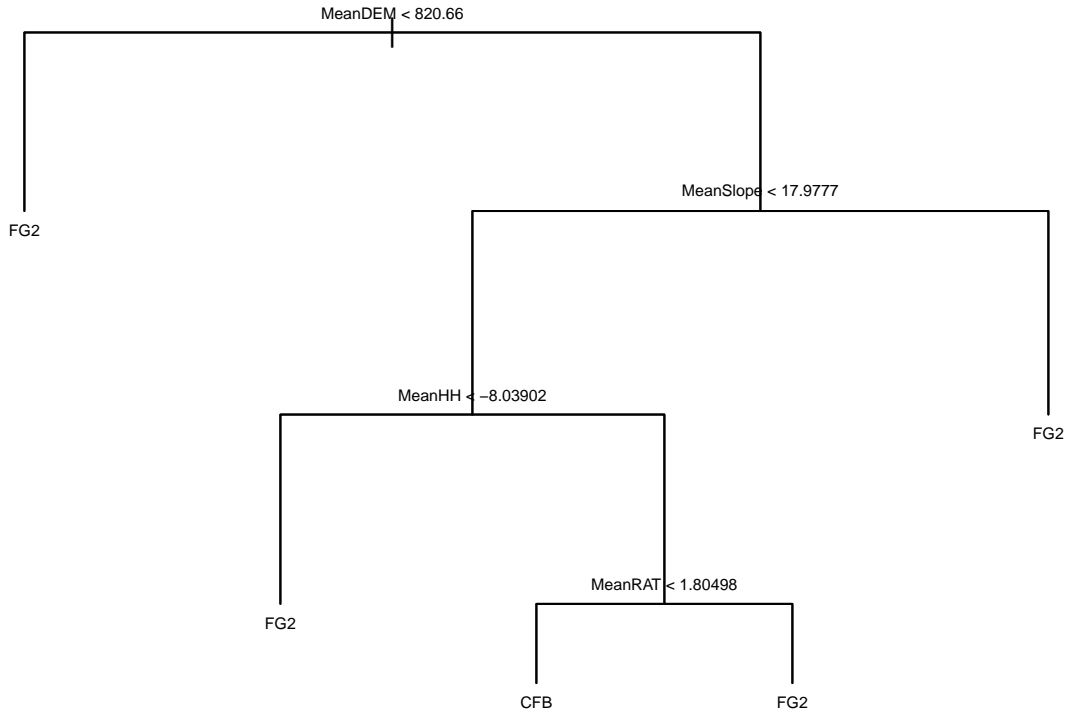 MeanDEM < 820.66
MeanSlope < 17.9777
FG2
MeanHH < −8.03902
FG2
MeanRAT < 1.80498
FG2
CFB
FG2